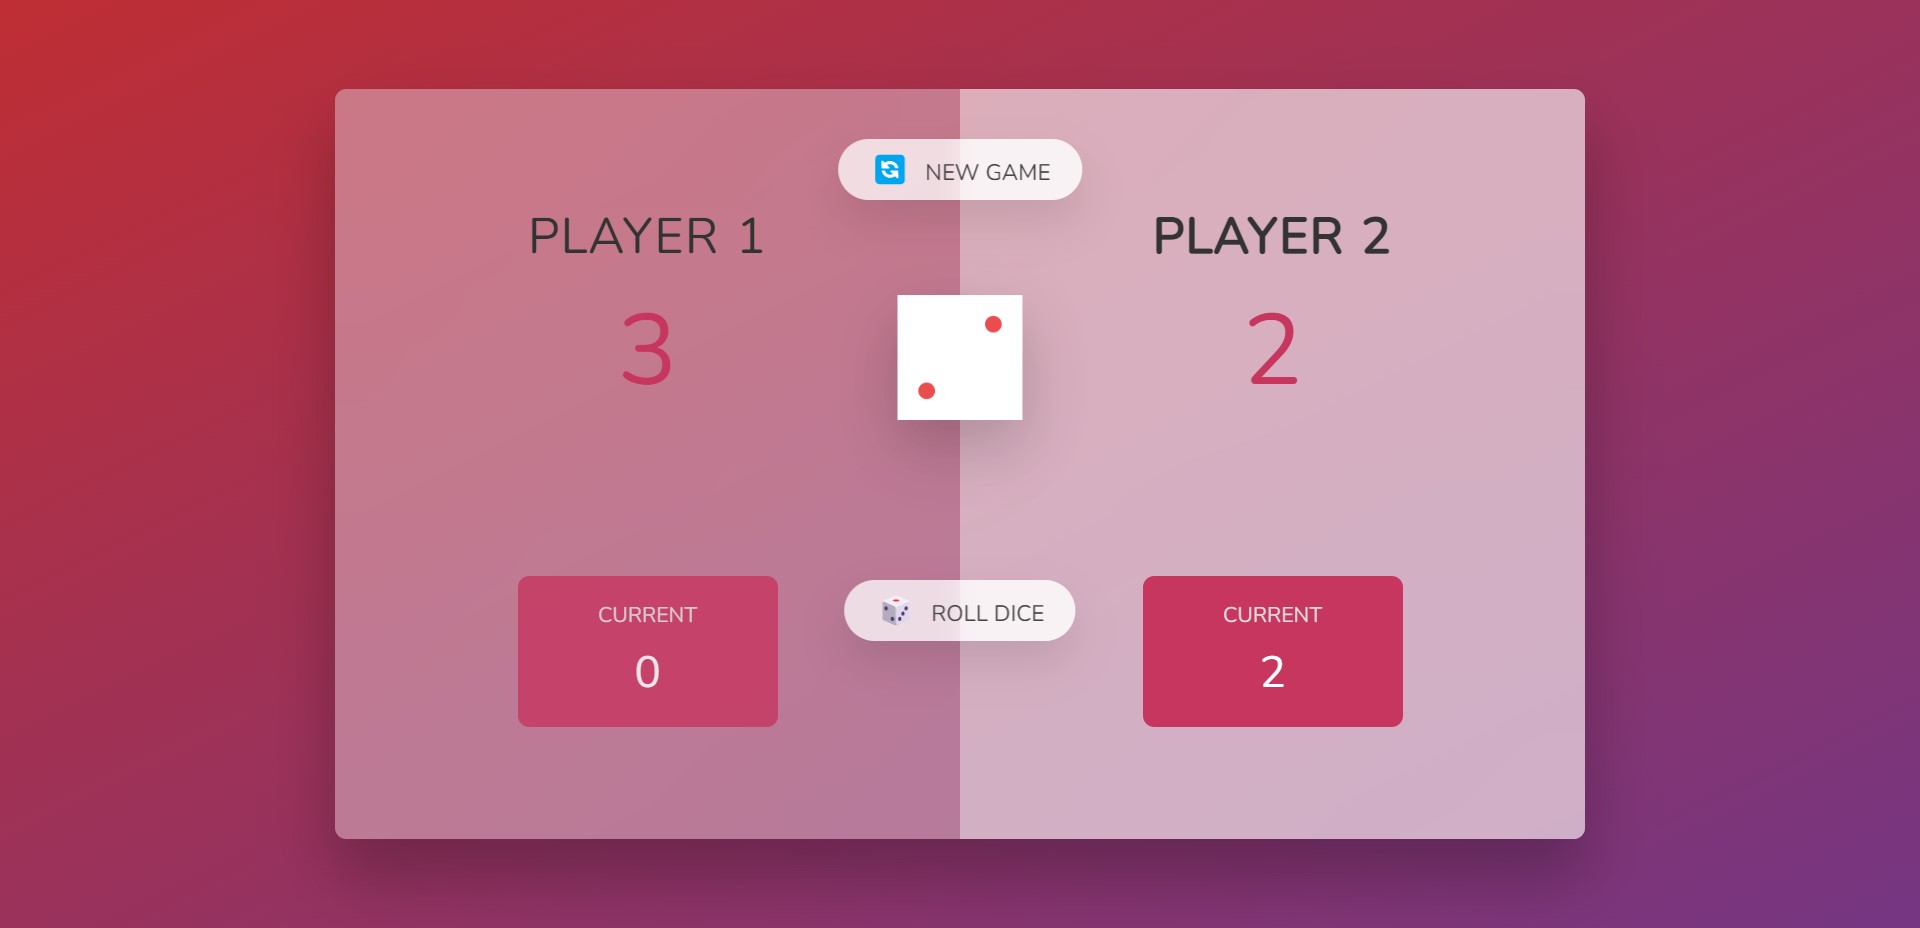 NEW GAME
PLAYER 1
3
PLAYER 2
2
CURRENT
0
ROLL DICE
CURRENT
2